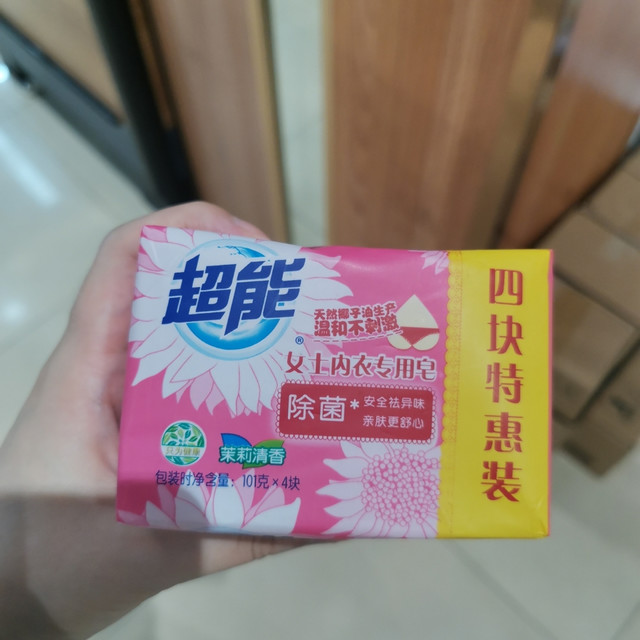 超能®
天然椰子油生产
温和不刺激
女士内衣专用皂
除菌*
安全祛异味
亲肤更舒心
茉莉清香
包装时净含量：101克×4块
四块特惠装